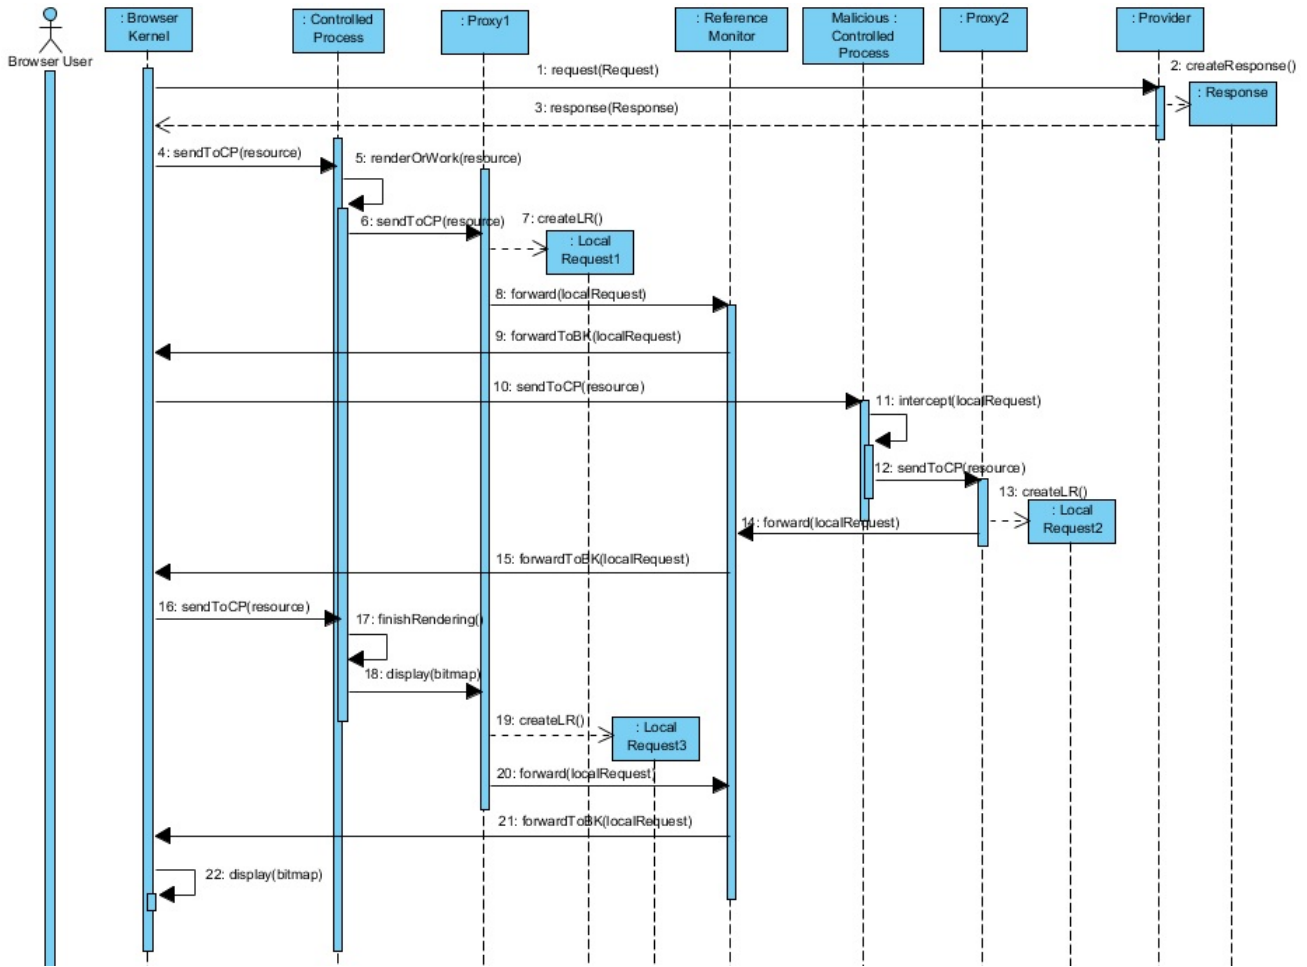 : Browser
Kernel
: Controlled
Process
: Proxy1
: Reference
Monitor
Malicious :
Controlled
Process
: Proxy2
: Provider
Browser User
1: request(Request)
2: createResponse()
: Response
3: response(Response)
4: sendToCP(resource)
5: renderOrWork(resource)
6: sendToCP(resource)
7: createLR()
: Local
Request1
8: forward(localRequest)
9: forwardToBK(localRequest)
10: sendToCP(resource)
11: intercept(localRequest)
12: sendToCP(resource)
13: createLR()
: Local
Request2
14: forward(localRequest)
15: forwardToBK(localRequest)
16: sendToCP(resource)
17: finishRendering()
18: display(bitmap)
19: createLR()
: Local
Request3
20: forward(localRequest)
21: forwardToBK(localRequest)
22: display(bitmap)